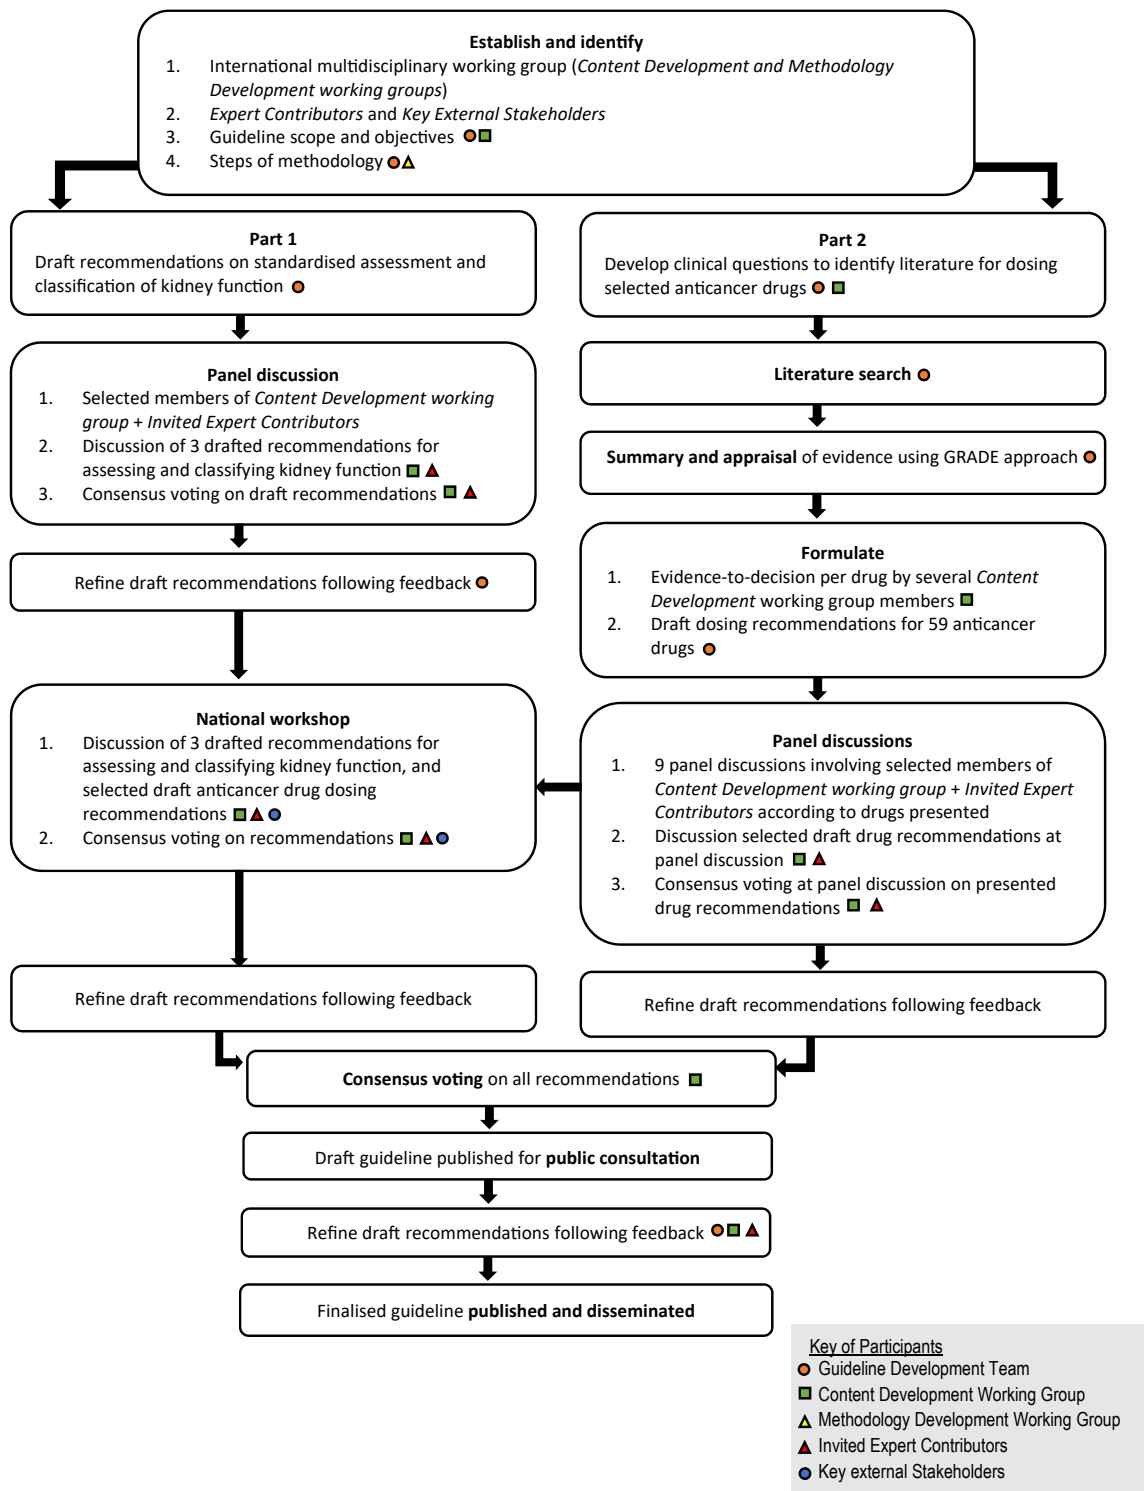 Establish and identify
1. International multidisciplinary working group (Content Development and Methodology
Development working groups)
2. Expert Contributors and Key External Stakeholders
3. Guideline scope and objectives
4. Steps of methodology
Part 1
Draft recommendations on standardised assessment and
classification of kidney function
Panel discussion
1. Selected members of Content Development working
group + Invited Expert Contributors
2. Discussion of 3 drafted recommendations for
assessing and classifying kidney function
3. Consensus voting on draft recommendations
Refine draft recommendations following feedback
National workshop
1. Discussion of 3 drafted recommendations for
assessing and classifying kidney function, and
selected draft anticancer drug dosing
recommendations
2. Consensus voting on recommendations
Refine draft recommendations following feedback
Part 2
Develop clinical questions to identify literature for dosing
selected anticancer drugs
Literature search
Summary and appraisal of evidence using GRADE approach
Formulate
1. Evidence-to-decision per drug by several Content
Development working group members
2. Draft dosing recommendations for 59 anticancer
drugs
Panel discussions
1. 9 panel discussions involving selected members of
Content Development working group + Invited Expert
Contributors according to drugs presented
2. Discussion selected draft drug recommendations at
panel discussion
3. Consensus voting at panel discussion on presented
drug recommendations
Refine draft recommendations following feedback
Consensus voting on all recommendations
Draft guideline published for public consultation
Refine draft recommendations following feedback
Finalised guideline published and disseminated
Key of Participants
Guideline Development Team
Content Development Working Group
Methodology Development Working Group
Invited Expert Contributors
Key external Stakeholders